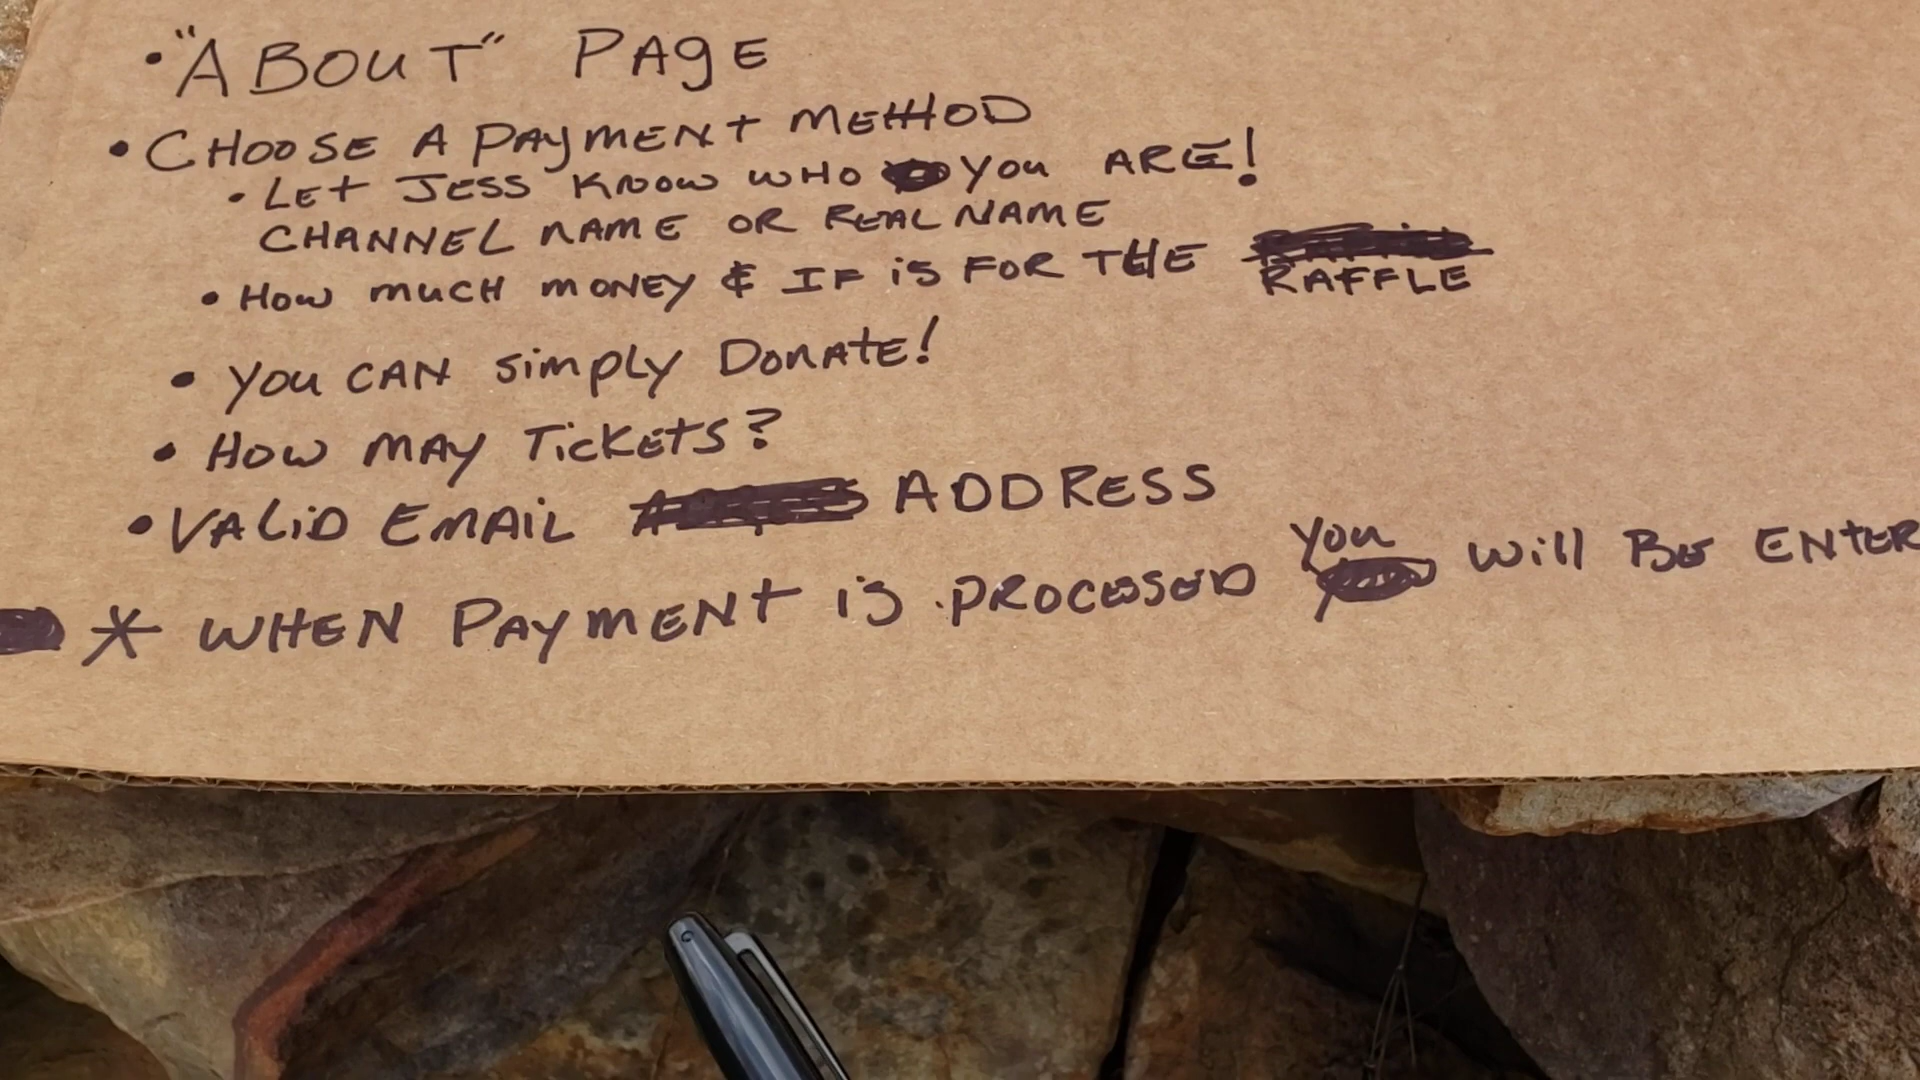 • "ABOUT" PAgE
• CHOOSE A PAYMENt METHOD
• LEt JESS KNOW WHO YOU ARE!
CHANNEL NAME OR REAL NAME
• HOW mucH mONEY & IF iS FOR THE
RAFFLE
• YOU CAN SimpLy DONAtE!
• HOW MAY TicKEtS?
• VALiD EMAiL ADDRESS
You
* WHEN PAYMENt iS PROCESSED will BE ENtER